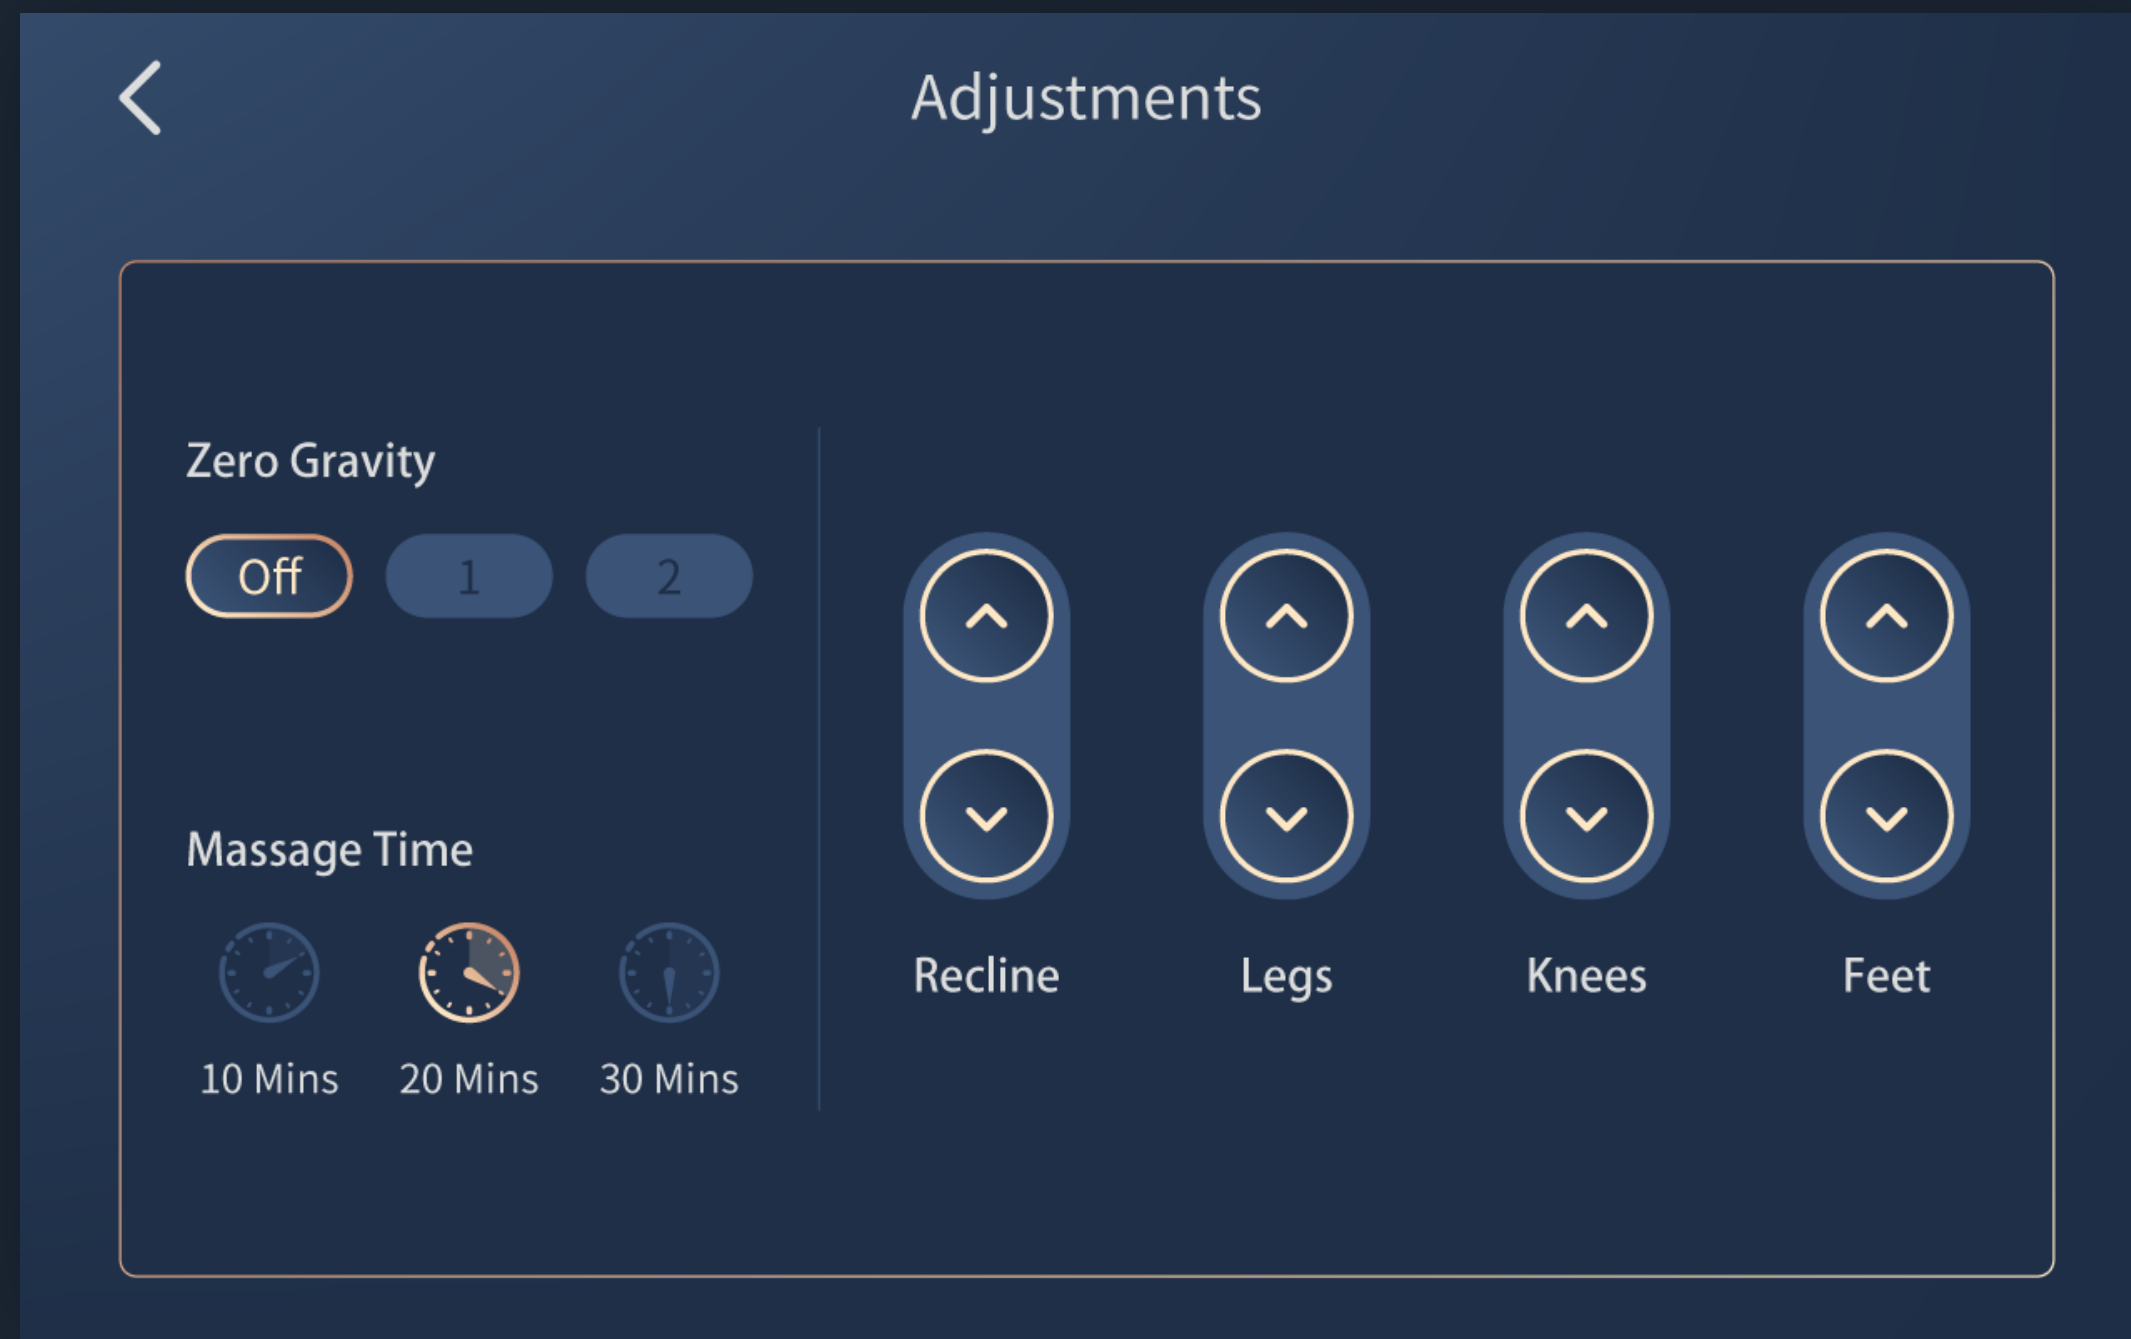 Adjustments
Zero Gravity
Off 1 2
Massage Time
10 Mins 20 Mins 30 Mins
Recline Legs Knees Feet